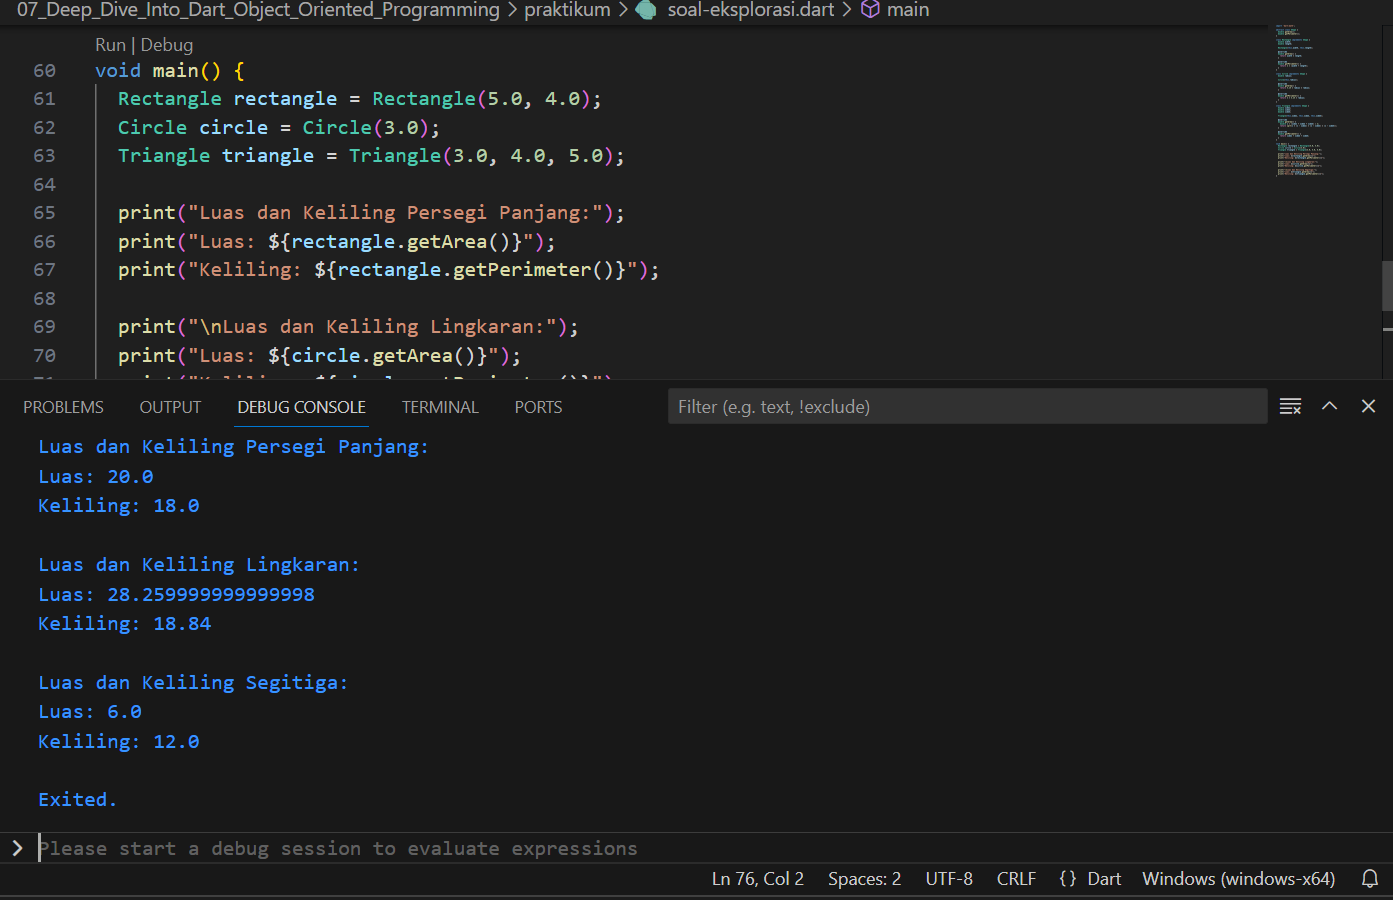 07_Deep_Dive_Into_Dart_Object_Oriented_Programming > praktikum > soal-eksplorasi.dart > main
Run | Debug
60 void main() {
61 Rectangle rectangle = Rectangle(5.0, 4.0);
62 Circle circle = Circle(3.0);
63 Triangle triangle = Triangle(3.0, 4.0, 5.0);
64
65 print("Luas dan Keliling Persegi Panjang:");
66 print("Luas: ${rectangle.getArea()}");
67 print("Keliling: ${rectangle.getPerimeter()}");
68
69 print("\nLuas dan Keliling Lingkaran:");
70 print("Luas: ${circle.getArea()}");
PROBLEMS OUTPUT DEBUG CONSOLE TERMINAL PORTS Filter (e.g. text, !exclude)
Luas dan Keliling Persegi Panjang:
Luas: 20.0
Keliling: 18.0
Luas dan Keliling Lingkaran:
Luas: 28.259999999999998
Keliling: 18.84
Luas dan Keliling Segitiga:
Luas: 6.0
Keliling: 12.0
Exited.
Please start a debug session to evaluate expressions
Ln 76, Col 2 Spaces: 2 UTF-8 CRLF {} Dart Windows (windows-x64)